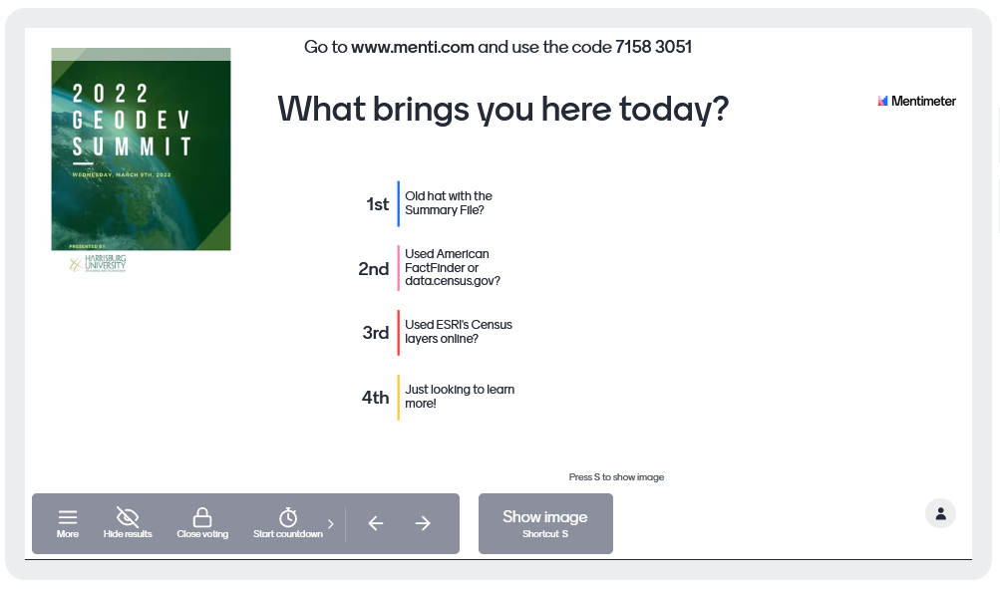 Go to www.menti.com and use the code 7158 3051
2022
GEODEV
SUMMIT
WEDNESDAY, MARCH 9TH, 2022
PRESENTED BY:
HARRISBURG
UNIVERSITY
What brings you here today?
Mentimeter
1st
Old hat with the
Summary File?
2nd
Used American
FactFinder or
data.census.gov?
3rd
Used ESRI's Census
layers online?
4th
Just looking to learn
more!
Press S to show image
More
Hide results
Close voting
Start countdown
Show image
Shortcut S